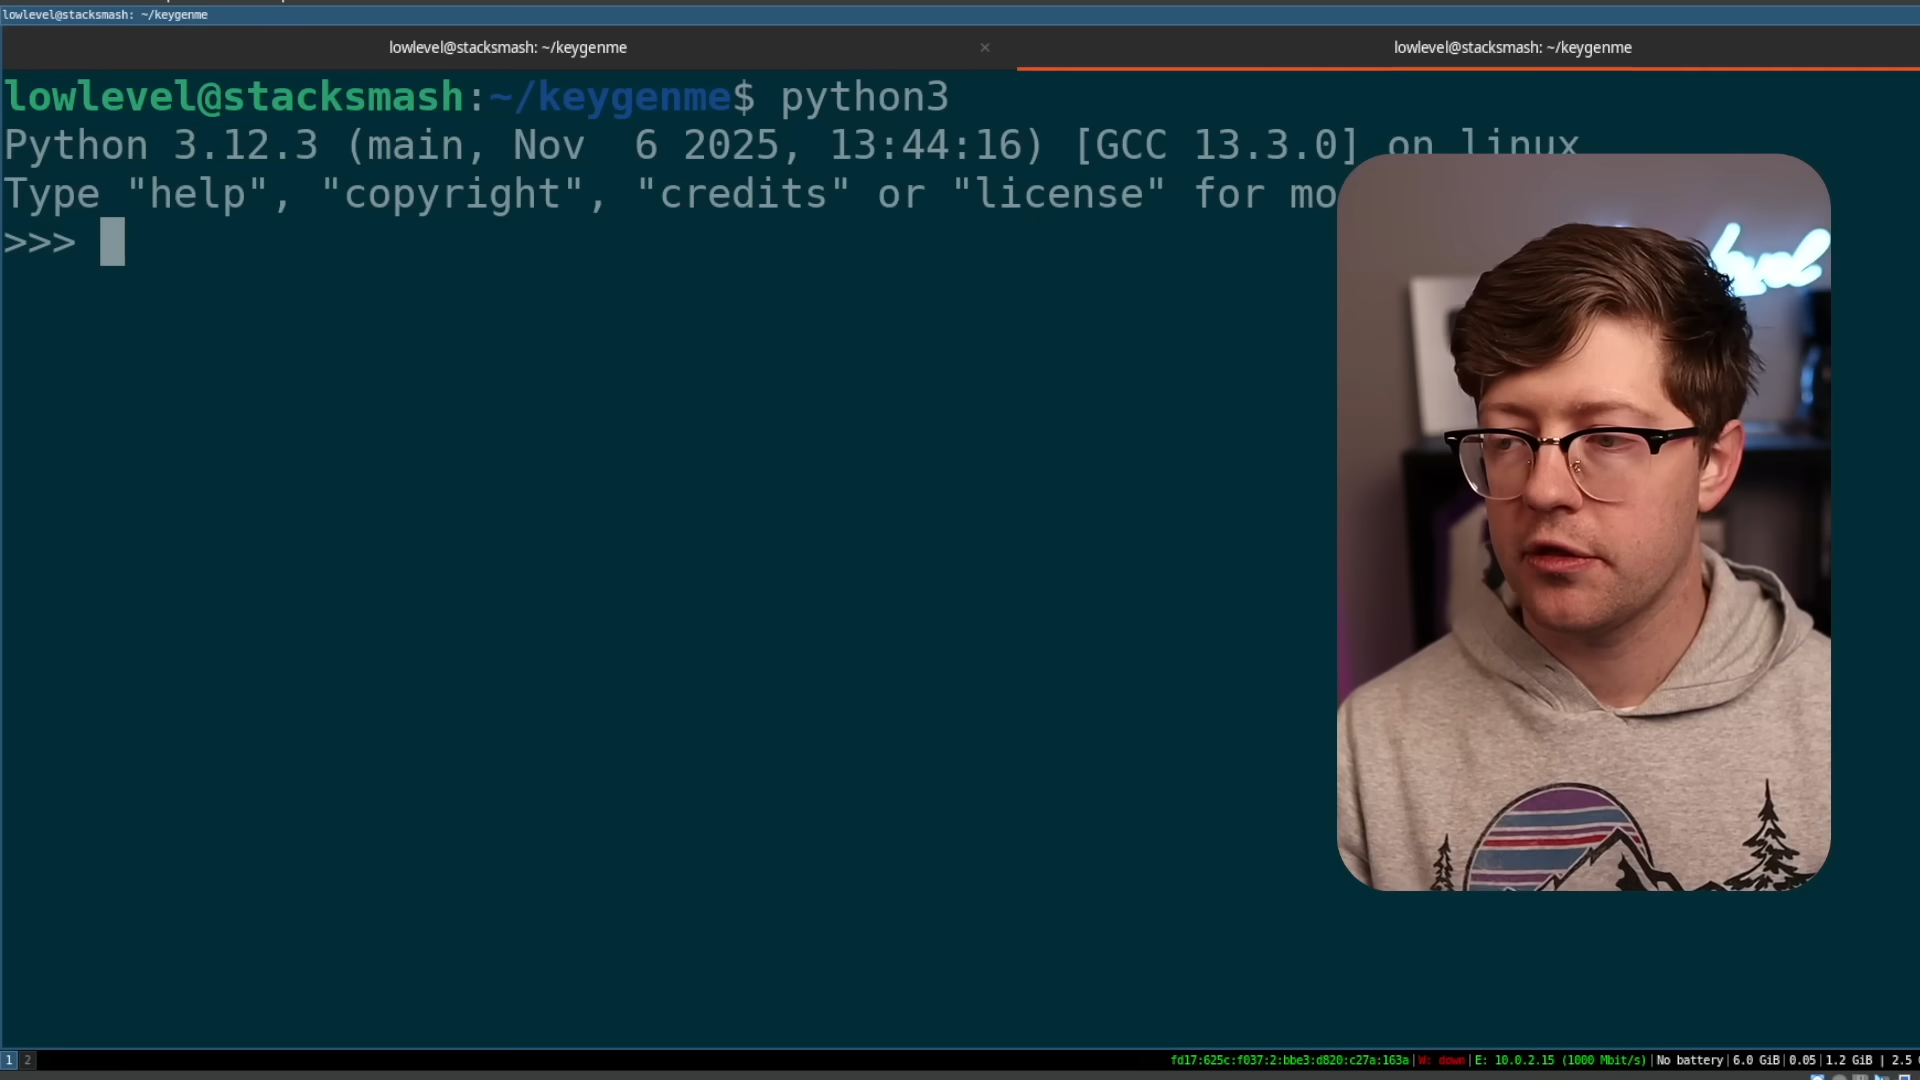 lowlevel@stacksmash: ~/keygenme
lowlevel@stacksmash: ~/keygenme
lowlevel@stacksmash: ~/keygenme
lowlevel@stacksmash:~/keygenme$ python3
Python 3.12.3 (main, Nov  6 2025, 13:44:16) [GCC 13.3.0] on linux
Type "help", "copyright", "credits" or "license" for mo
>>>
level
1 2 fd17:625c:f037:2:bbe3:d820:c27a:163a|W: down|E: 10.0.2.15 (1000 Mbit/s)|No battery|6.0 GiB|0.05|1.2 GiB | 2.5